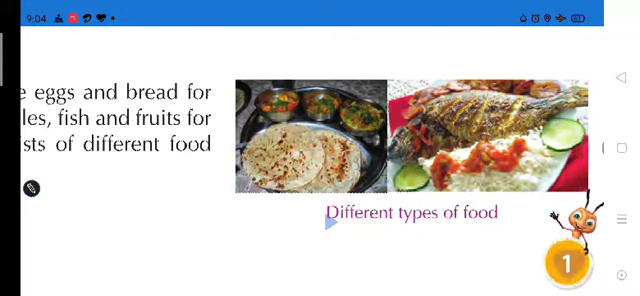 9:04
e eggs and bread for
les, fish and fruits for
ists of different food
Different types of food
1